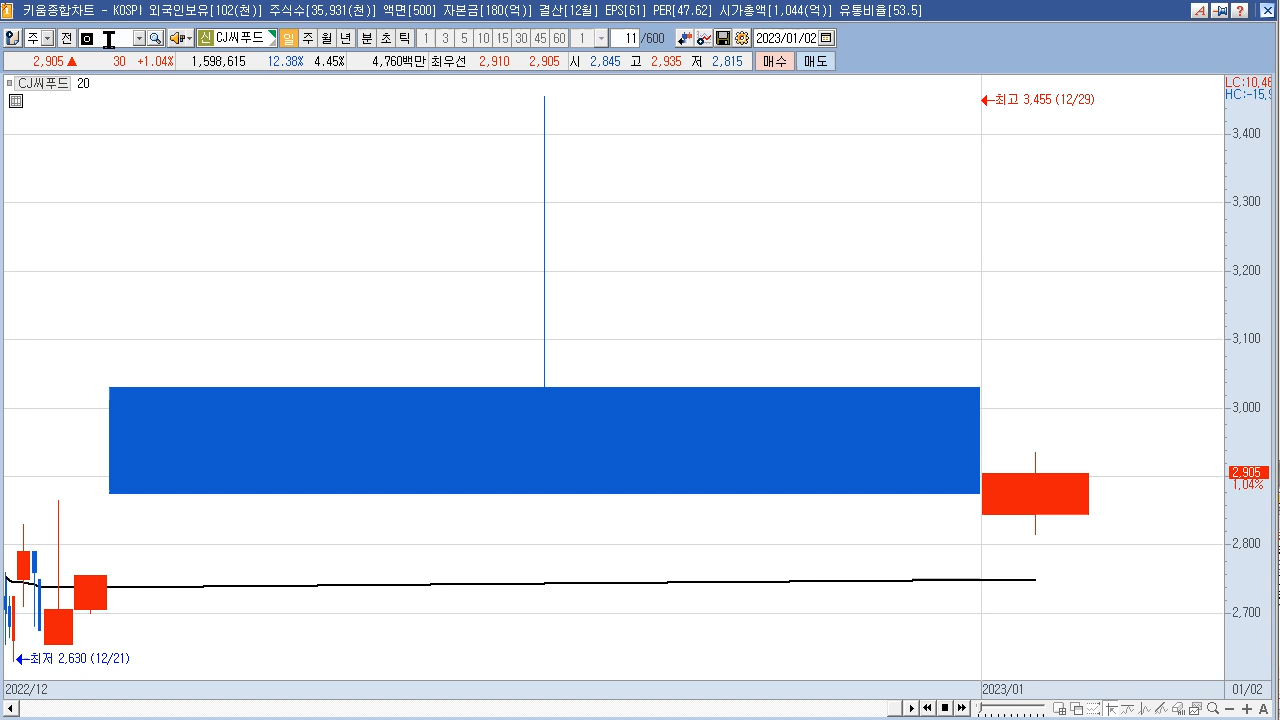 키움종합차트 - KOSPI 외국인보유[102(천)] 주식수[35,931(천)] 액면[500] 자본금[180(억)] 결산[12월] EPS[61] PER[47.62] 시가총액[1,044(억)] 유통비율[53.5]
주 전 신 CJ씨푸드 일 주 월 년 분 초 틱 1 3 5 10 15 30 45 60 1 11 /600 2023/01/02
2,905 ▲ 30 +1.04% 1,598,615 12.38% 4.45% 4,760백만 최우선 2,910 2,905 시 2,845 고 2,935 저 2,815 매수 매도
CJ씨푸드 20
LC:10,46
HC:-15,9
←최고 3,455 (12/29)
3,400
3,300
3,200
3,100
3,000
2,905
1,04%
2,800
2,700
←최저 2,630 (12/21)
2022/12 2023/01 01/02
A